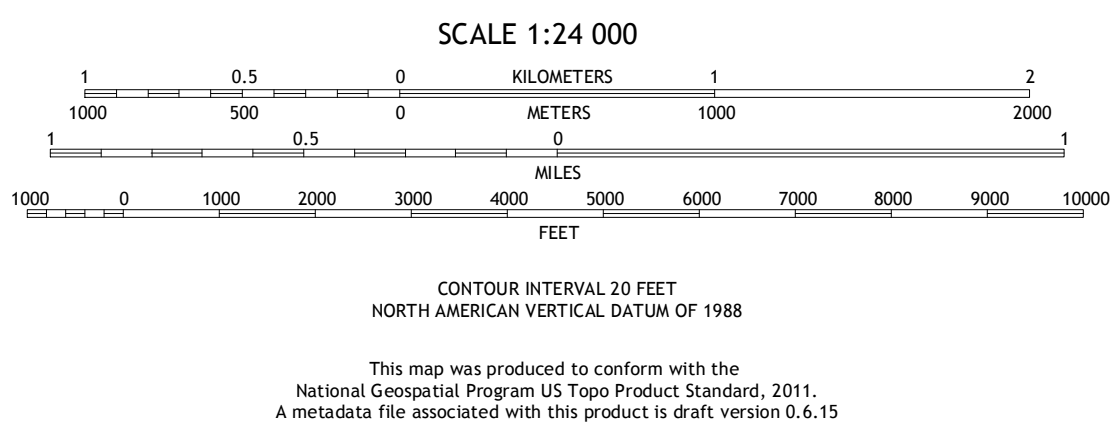 SCALE 1:24 000
1 0.5 0 KILOMETERS 1 2
1000 500 0 METERS 1000 2000
1 0.5 0 1
MILES
1000 0 1000 2000 3000 4000 5000 6000 7000 8000 9000 10000
FEET
CONTOUR INTERVAL 20 FEET
NORTH AMERICAN VERTICAL DATUM OF 1988
This map was produced to conform with the
National Geospatial Program US Topo Product Standard, 2011.
A metadata file associated with this product is draft version 0.6.15